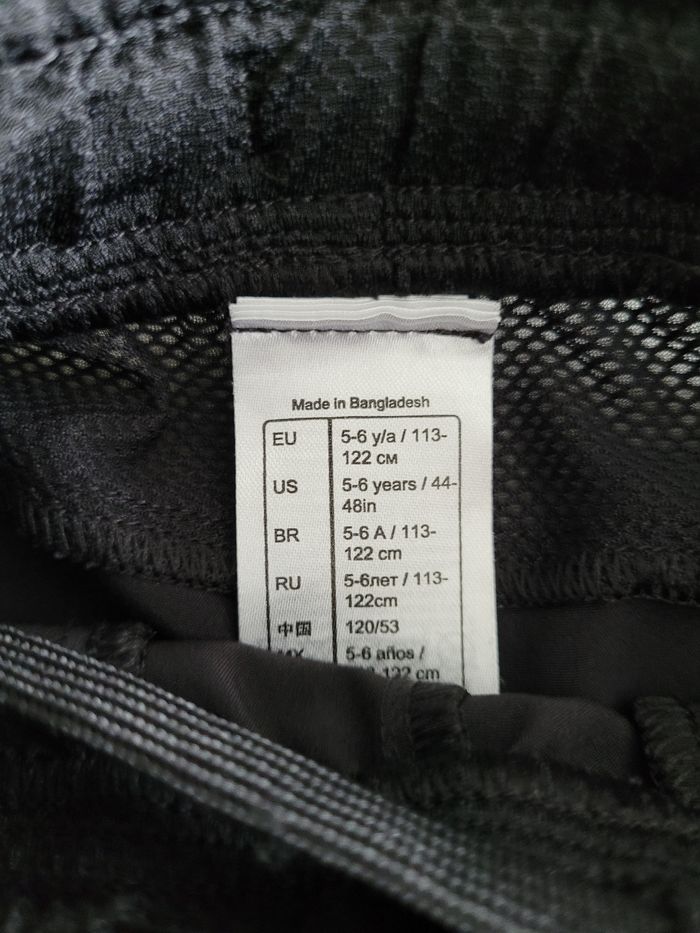 Made in Bangladesh
EU 5-6 y/a / 113-
122 см
US 5-6 years / 44-
48in
BR 5-6 A / 113-
122 cm
RU 5-6лет / 113-
122cm
中国 120/53
MX 5-6 años /
122 cm